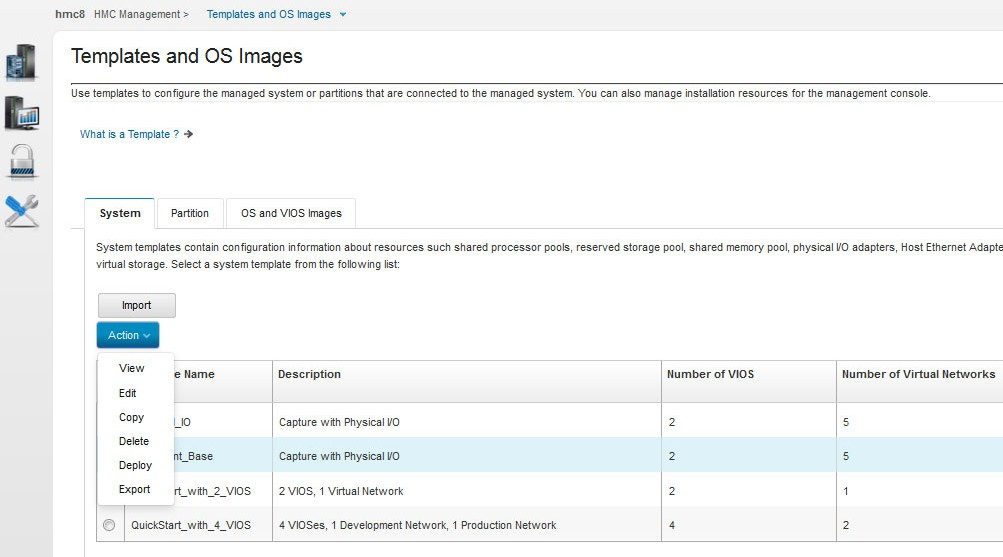 hmc8 HMC Management > Templates and OS Images
Templates and OS Images
Use templates to configure the managed system or partitions that are connected to the managed system. You can also manage installation resources for the management console.
What is a Template ?
System Partition OS and VIOS Images
System templates contain configuration information about resources such shared processor pools, reserved storage pool, shared memory pool, physical I/O adapters, Host Ethernet Adapte
virtual storage. Select a system template from the following list:
Import
Action
View
Edit
Copy
Delete
Deploy
Export
e Name Description Number of VIOS Number of Virtual Networks
l_IO Capture with Physical I/O 2 5
nt_Base Capture with Physical I/O 2 5
rt_with_2_VIOS 2 VIOS, 1 Virtual Network 2 1
QuickStart_with_4_VIOS 4 VIOSes, 1 Development Network, 1 Production Network 4 2